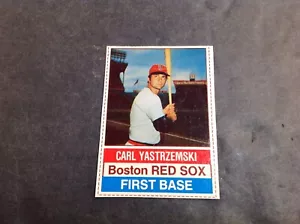 CARL YASTRZEMSKI
Boston RED SOX
FIRST BASE